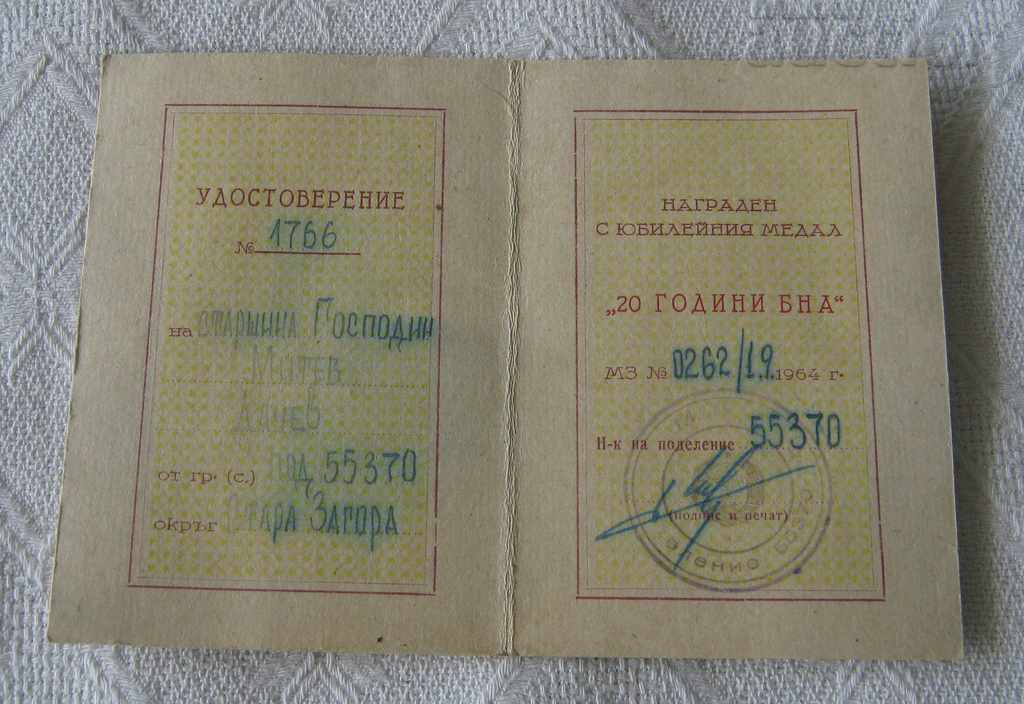 УДОСТОВЕРЕНИЕ
№ 1766
на старшина Господин
Митев
Дачев
от гр. (с.) под. 55370
окръг Стара Загора
НАГРАДЕН
С ЮБИЛЕЙНИЯ МЕДАЛ
„20 ГОДИНИ БНА“
МЗ № 0262/1.9.1964 г.
Н-к на поделение 55370
(подпис и печат)